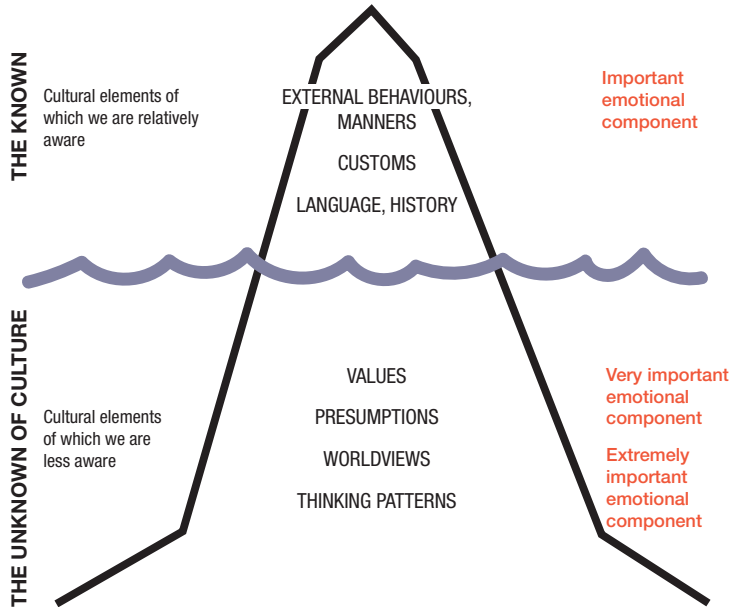 THE KNOWN
Cultural elements of
which we are relatively
aware
EXTERNAL BEHAVIOURS,
MANNERS
CUSTOMS
LANGUAGE, HISTORY
Important
emotional
component
THE UNKNOWN OF CULTURE
Cultural elements
of which we are
less aware
VALUES
PRESUMPTIONS
WORLDVIEWS
THINKING PATTERNS
Very important
emotional
component
Extremely
important
emotional
component